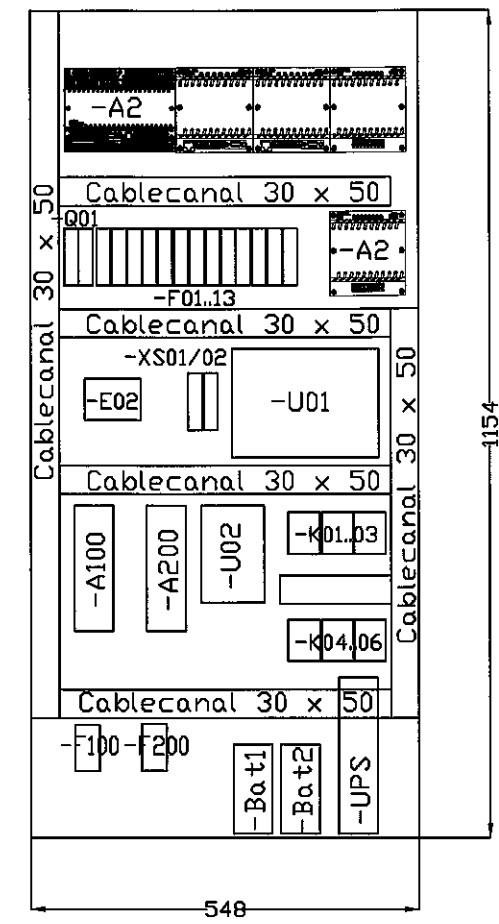 -A2
Cablecanal 30 x 50
-Q01
-A2
-F01..13
Cablecanal 30 x 50
Cablecanal 30 x 50
-XS01/02
-E02
-U01
Cablecanal 30 x 50
1154
Cablecanal 30 x 50
-A100
-A200
-U02
-K01..03
-K04..06
Cablecanal 30 x 50
-F100
-F200
-Bat1
-Bat2
-UPS
548